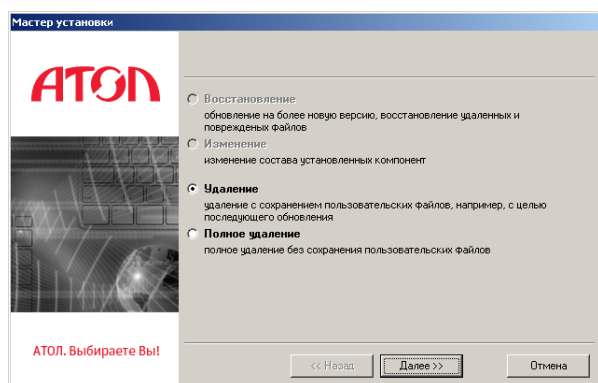 Мастер установки
АТОЛ
Восстановление
обновление на более новую версию, восстановление удаленных и
поврежденых файлов
Изменение
изменение состава установленных компонент
Удаление
удаление с сохранением пользовательских файлов, например, с целью
последующего обновления
Полное удаление
полное удаление без сохранения пользовательских файлов
АТОЛ. Выбираете Вы!
<< Назад
Далее >>
Отмена